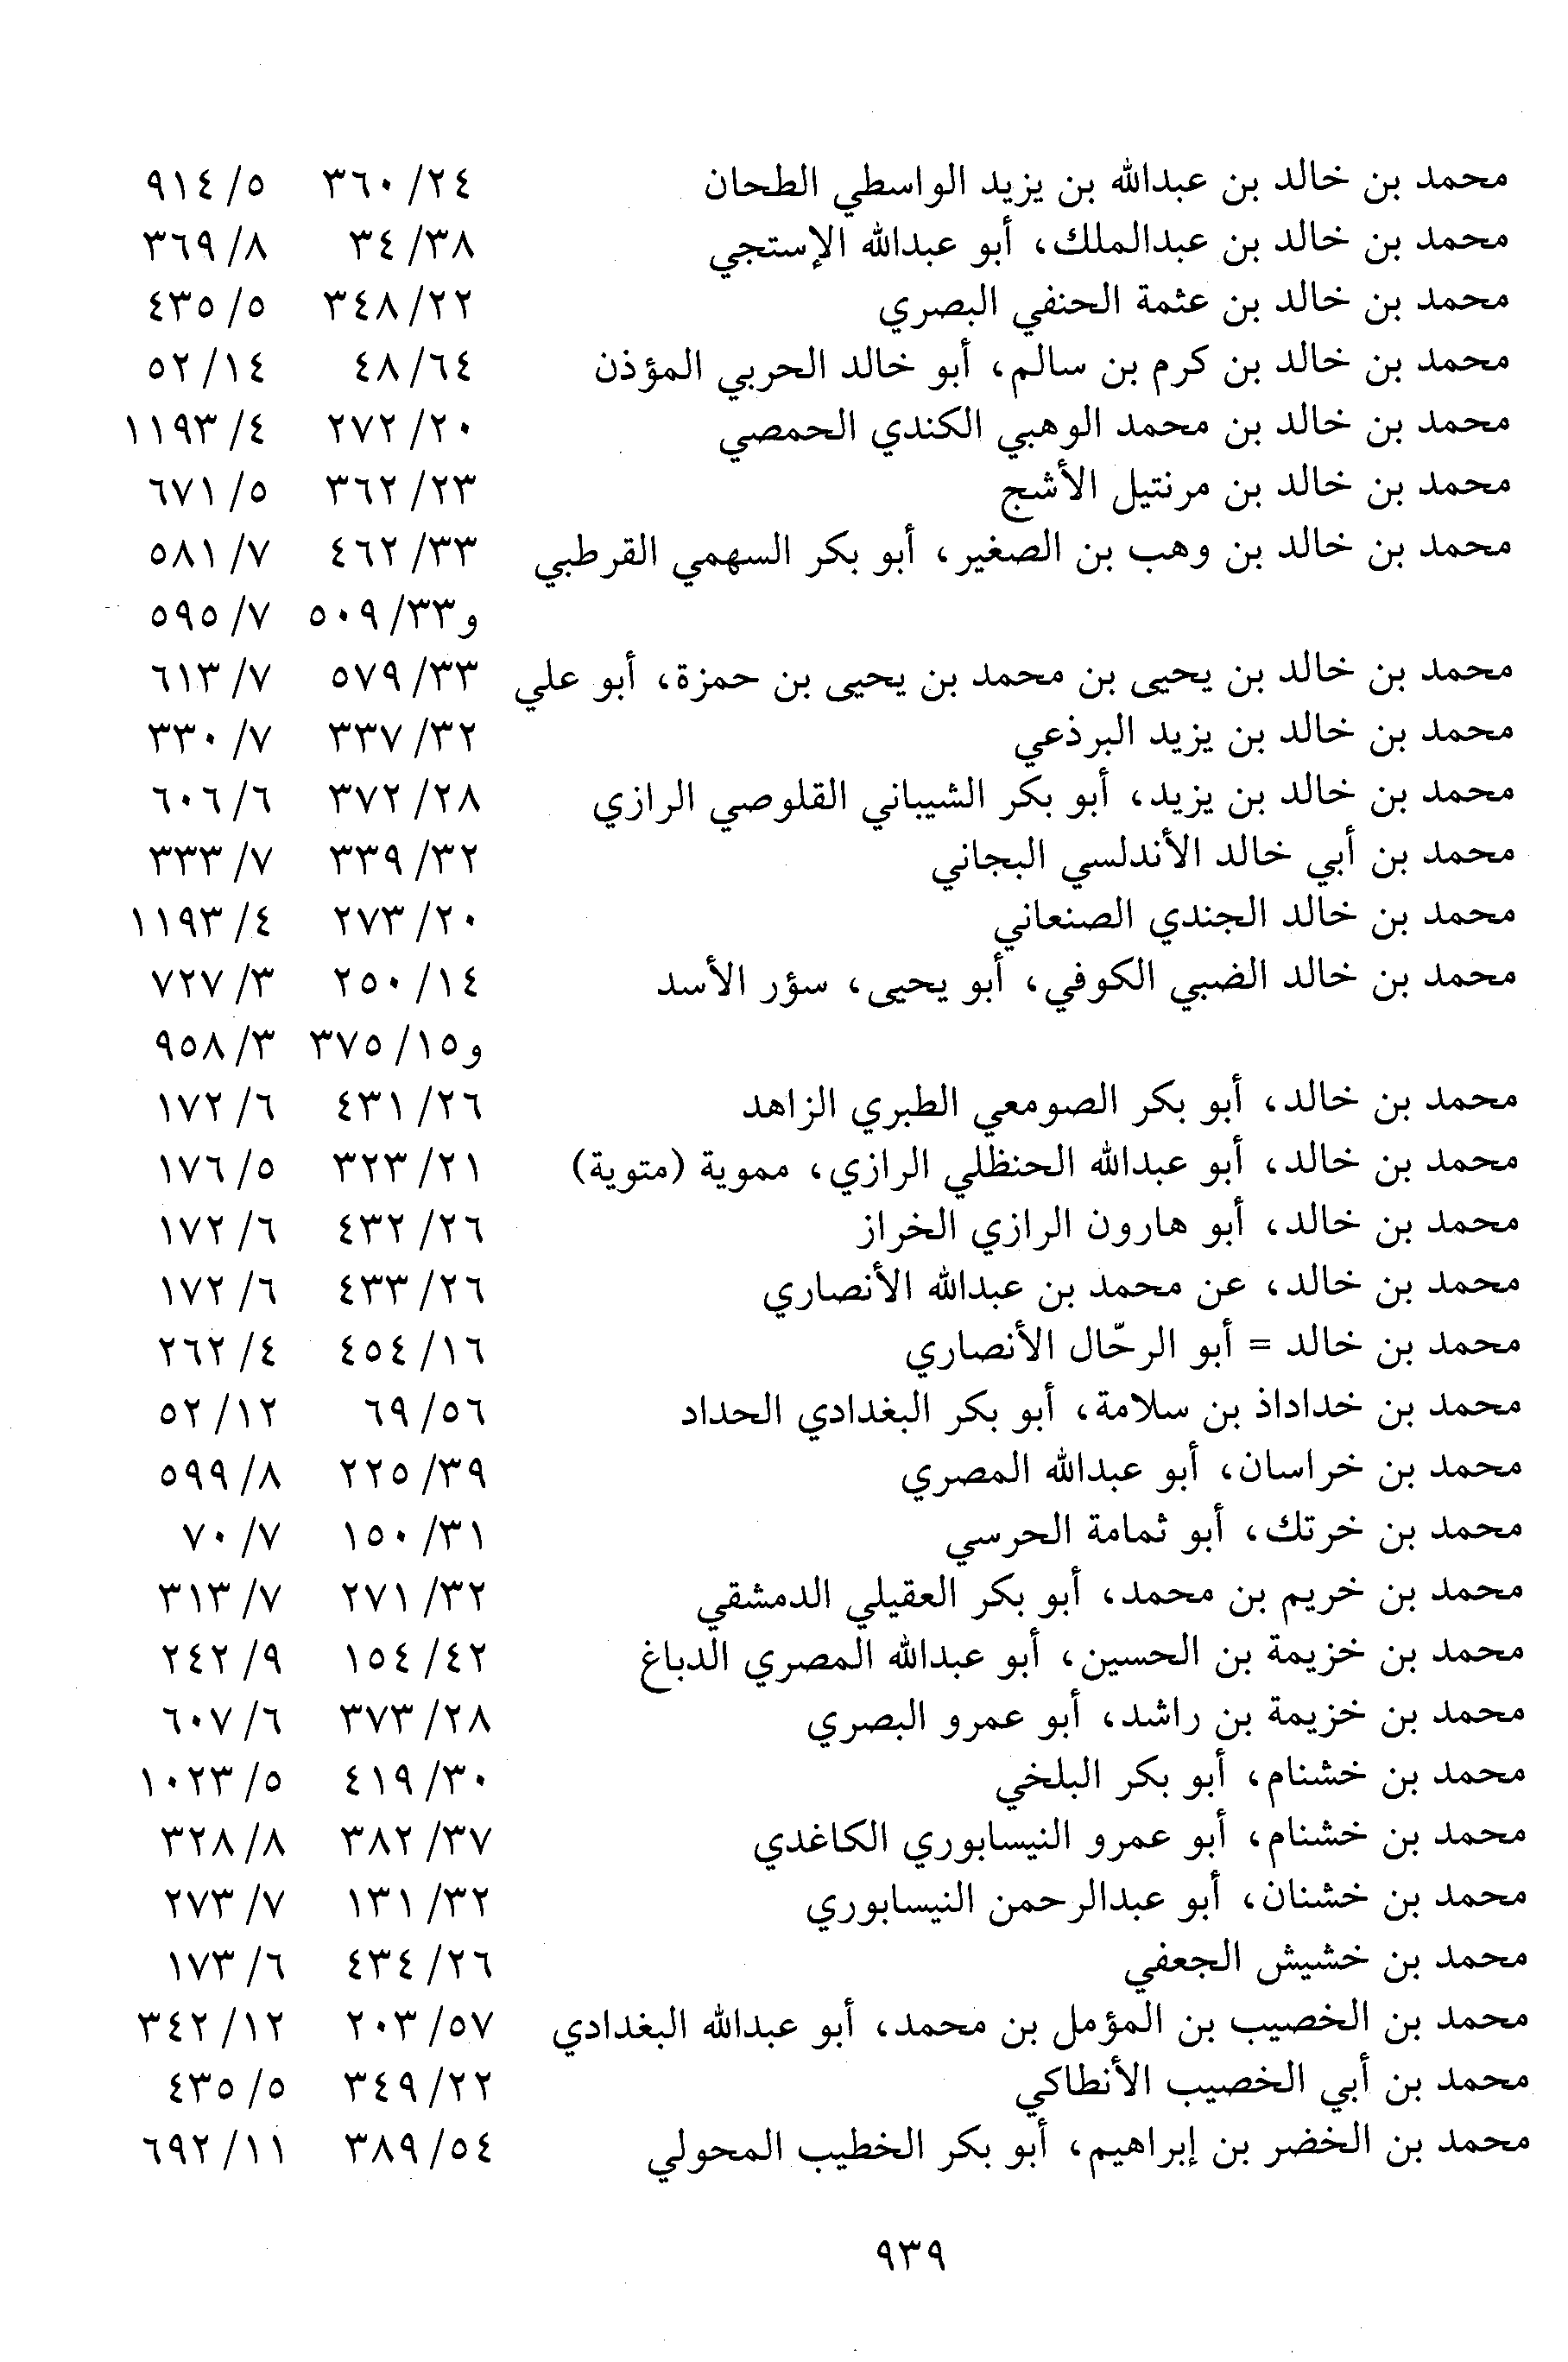 محمد بن خالد بن عبدالله بن يزيد الواسطي الطحان ٢٤/ ٣٦٠ ٥/ ٩١٤
محمد بن خالد بن عبدالملك، أبو عبدالله الإستجي ٣٨/ ٣٤ ٨/ ٣٦٩
محمد بن خالد بن عثمة الحنفي البصري ٢٢/ ٣٤٨ ٥/ ٤٣٥
محمد بن خالد بن كرم بن سالم، أبو خالد الحربي المؤذن ٦٤/ ٤٨ ١٤/ ٥٢
محمد بن خالد بن محمد الوهبي الكندي الحمصي ٢٠/ ٢٧٢ ٤/ ١١٩٣
محمد بن خالد بن مرنتيل الأشج ٢٣/ ٣٦٢ ٥/ ٦٧١
محمد بن خالد بن وهب بن الصغير، أبو بكر السهمي القرطبي ٣٣/ ٤٦٢ ٧/ ٥٨١
و٣٣/ ٥٠٩ ٧/ ٥٩٥
محمد بن خالد بن يحيى بن محمد بن يحيى بن حمزة، أبو علي ٣٣/ ٥٧٩ ٧/ ٦١٣
محمد بن خالد بن يزيد البرذعي ٣٢/ ٣٣٧ ٧/ ٣٣٠
محمد بن خالد بن يزيد، أبو بكر الشيباني القلوصي الرازي ٢٨/ ٣٧٢ ٦/ ٦٠٦
محمد بن أبي خالد الأندلسي البجاني ٣٢/ ٣٣٩ ٧/ ٣٣٣
محمد بن خالد الجندي الصنعاني ٢٠/ ٢٧٣ ٤/ ١١٩٣
محمد بن خالد الضبي الكوفي، أبو يحيى، سؤر الأسد ١٤/ ٢٥٠ ٣/ ٧٢٧
و١٥/ ٣٧٥ ٣/ ٩٥٨
محمد بن خالد، أبو بكر الصومعي الطبري الزاهد ٢٦/ ٤٣١ ٦/ ١٧٢
محمد بن خالد، أبو عبدالله الحنظلي الرازي، مموية (متوية) ٢١/ ٣٢٣ ٥/ ١٧٦
محمد بن خالد، أبو هارون الرازي الخراز ٢٦/ ٤٣٢ ٦/ ١٧٢
محمد بن خالد، عن محمد بن عبدالله الأنصاري ٢٦/ ٤٣٣ ٦/ ١٧٢
محمد بن خالد = أبو الرحّال الأنصاري ١٦/ ٤٥٤ ٤/ ٢٦٢
محمد بن خداداذ بن سلامة، أبو بكر البغدادي الحداد ٥٦/ ٦٩ ١٢/ ٥٢
محمد بن خراسان، أبو عبدالله المصري ٣٩/ ٢٢٥ ٨/ ٥٩٩
محمد بن خرتك، أبو ثمامة الحرسي ٣١/ ١٥٠ ٧/ ٧٠
محمد بن خريم بن محمد، أبو بكر العقيلي الدمشقي ٣٢/ ٢٧١ ٧/ ٣١٣
محمد بن خزيمة بن الحسين، أبو عبدالله المصري الدباغ ٤٢/ ١٥٤ ٩/ ٢٤٢
محمد بن خزيمة بن راشد، أبو عمرو البصري ٢٨/ ٣٧٣ ٦/ ٦٠٧
محمد بن خشنام، أبو بكر البلخي ٣٠/ ٤١٩ ٥/ ١٠٢٣
محمد بن خشنام، أبو عمرو النيسابوري الكاغدي ٣٧/ ٣٨٢ ٨/ ٣٢٨
محمد بن خشنان، أبو عبدالرحمن النيسابوري ٣٢/ ١٣١ ٧/ ٢٧٣
محمد بن خشيش الجعفي ٢٦/ ٤٣٤ ٦/ ١٧٣
محمد بن الخصيب بن المؤمل بن محمد، أبو عبدالله البغدادي ٥٧/ ٢٠٣ ١٢/ ٣٤٢
محمد بن أبي الخصيب الأنطاكي ٢٢/ ٣٤٩ ٥/ ٤٣٥
محمد بن الخضر بن إبراهيم، أبو بكر الخطيب المحولي ٥٤/ ٣٨٩ ١١/ ٦٩٢
٩٣٩